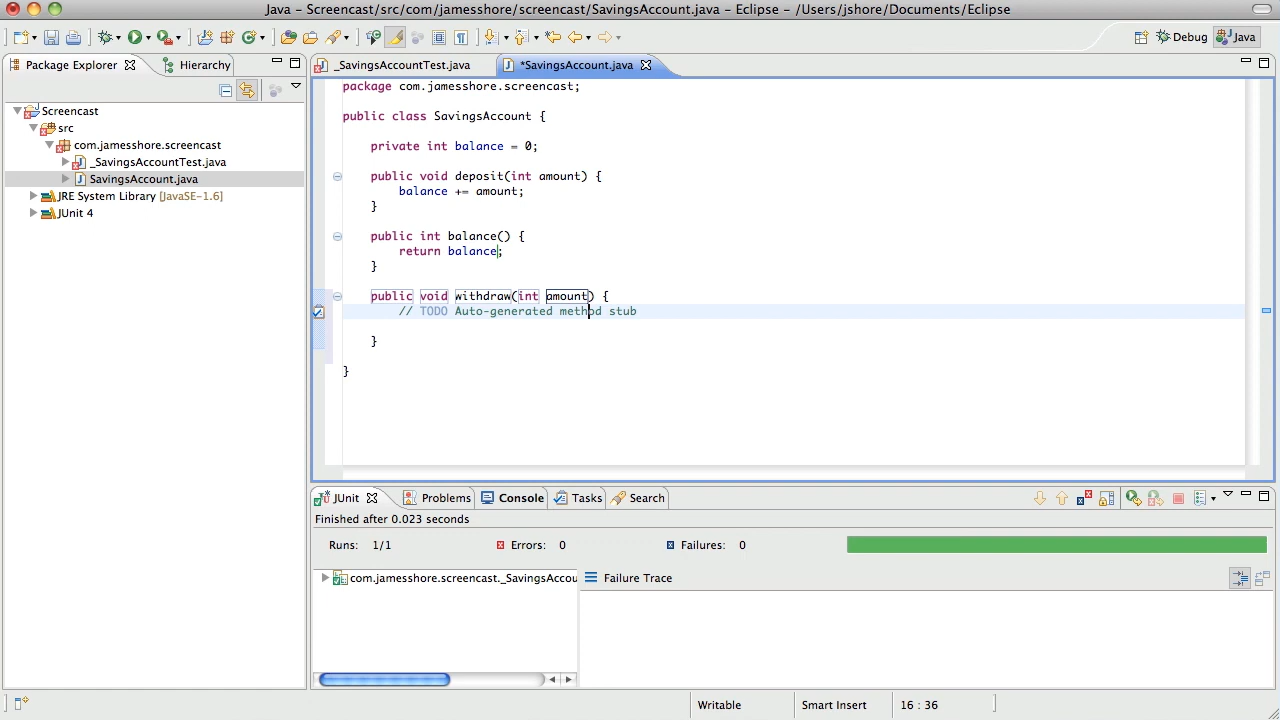 Java - Screencast/src/com/jamesshore/screencast/SavingsAccount.java - Eclipse - /Users/jshore/Documents/Eclipse
Debug
Java
Package Explorer
Hierarchy
_SavingsAccountTest.java
*SavingsAccount.java
Screencast
src
com.jamesshore.screencast
_SavingsAccountTest.java
SavingsAccount.java
JRE System Library [JavaSE-1.6]
JUnit 4
package com.jamesshore.screencast;
public class SavingsAccount {
private int balance = 0;
public void deposit(int amount) {
balance += amount;
}
public int balance() {
return balance;
}
public void withdraw(int amount) {
// TODO Auto-generated method stub
}
}
JUnit
Problems
Console
Tasks
Search
Finished after 0.023 seconds
Runs: 1/1
Errors: 0
Failures: 0
com.jamesshore.screencast._SavingsAccou
Failure Trace
Writable
Smart Insert
16 : 36